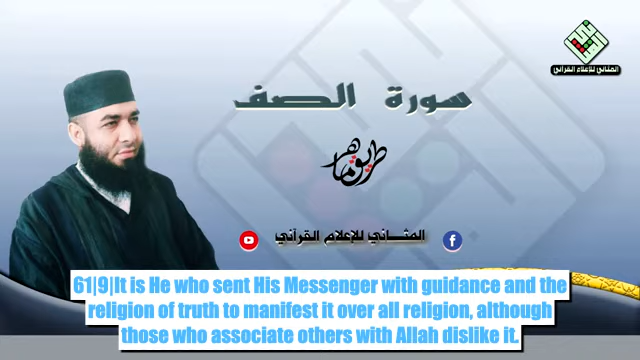 المثاني للإعلام القرآني
سورة الصف
طريق ماهر
المثاني للإعلام القرآني
61|9|It is He who sent His Messenger with guidance and the
religion of truth to manifest it over all religion, although
those who associate others with Allah dislike it.